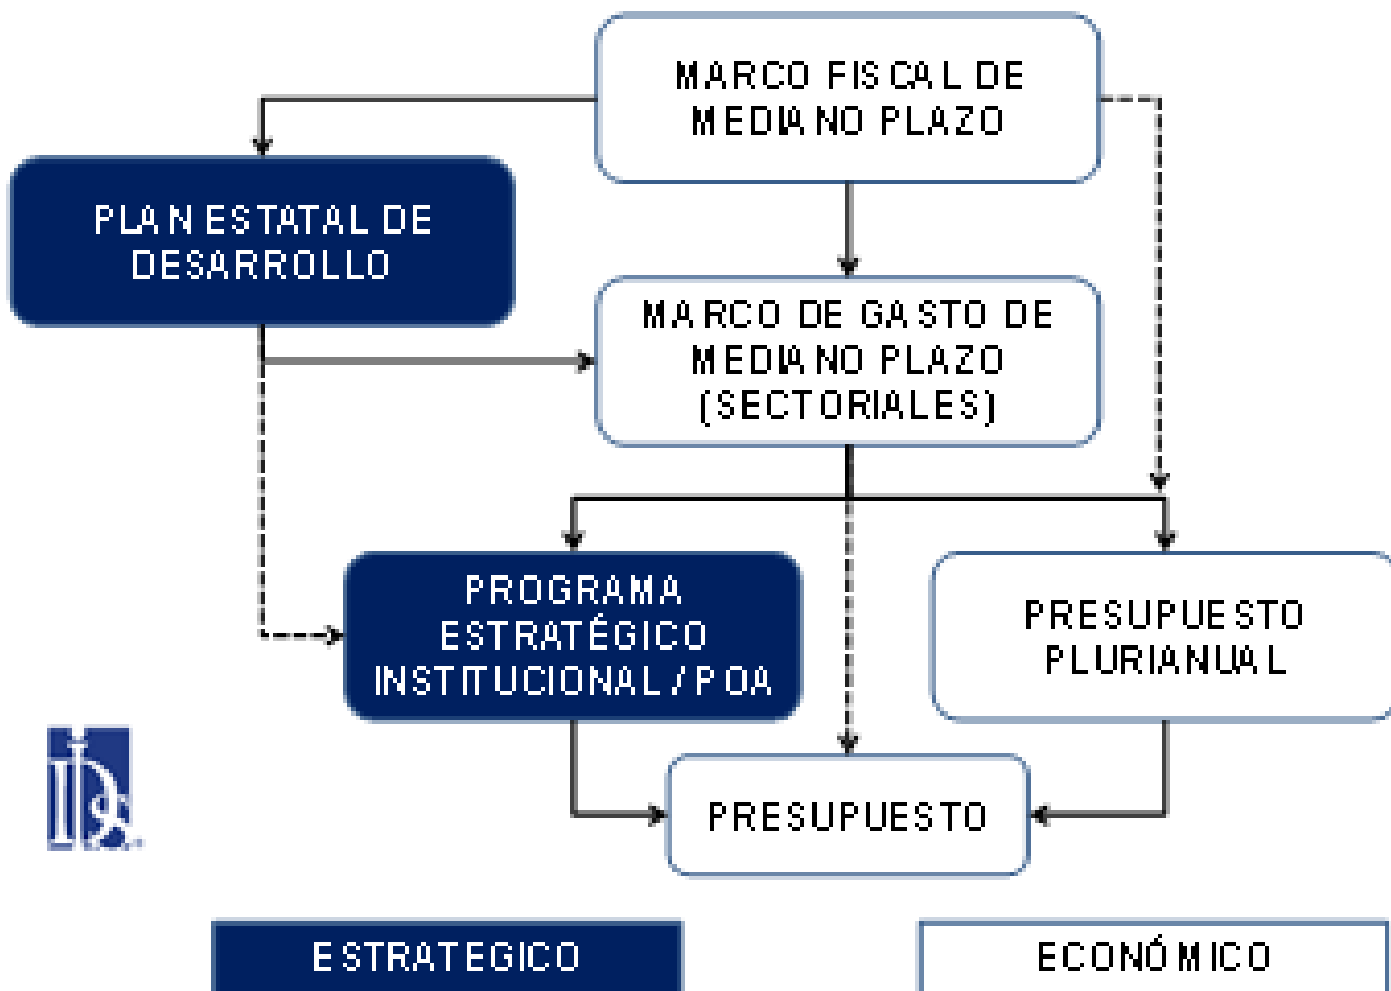 MARCO FISCAL DE
MEDIANO PLAZO
PLAN ESTATAL DE
DESARROLLO
MARCO DE GASTO DE
MEDIANO PLAZO
(SECTORIALES)
PROGRAMA
ESTRATÉGICO
INSTITUCIONAL / POA
PRESUPUESTO
PLURIANUAL
PRESUPUESTO
ESTRATEGICO
ECONÓMICO